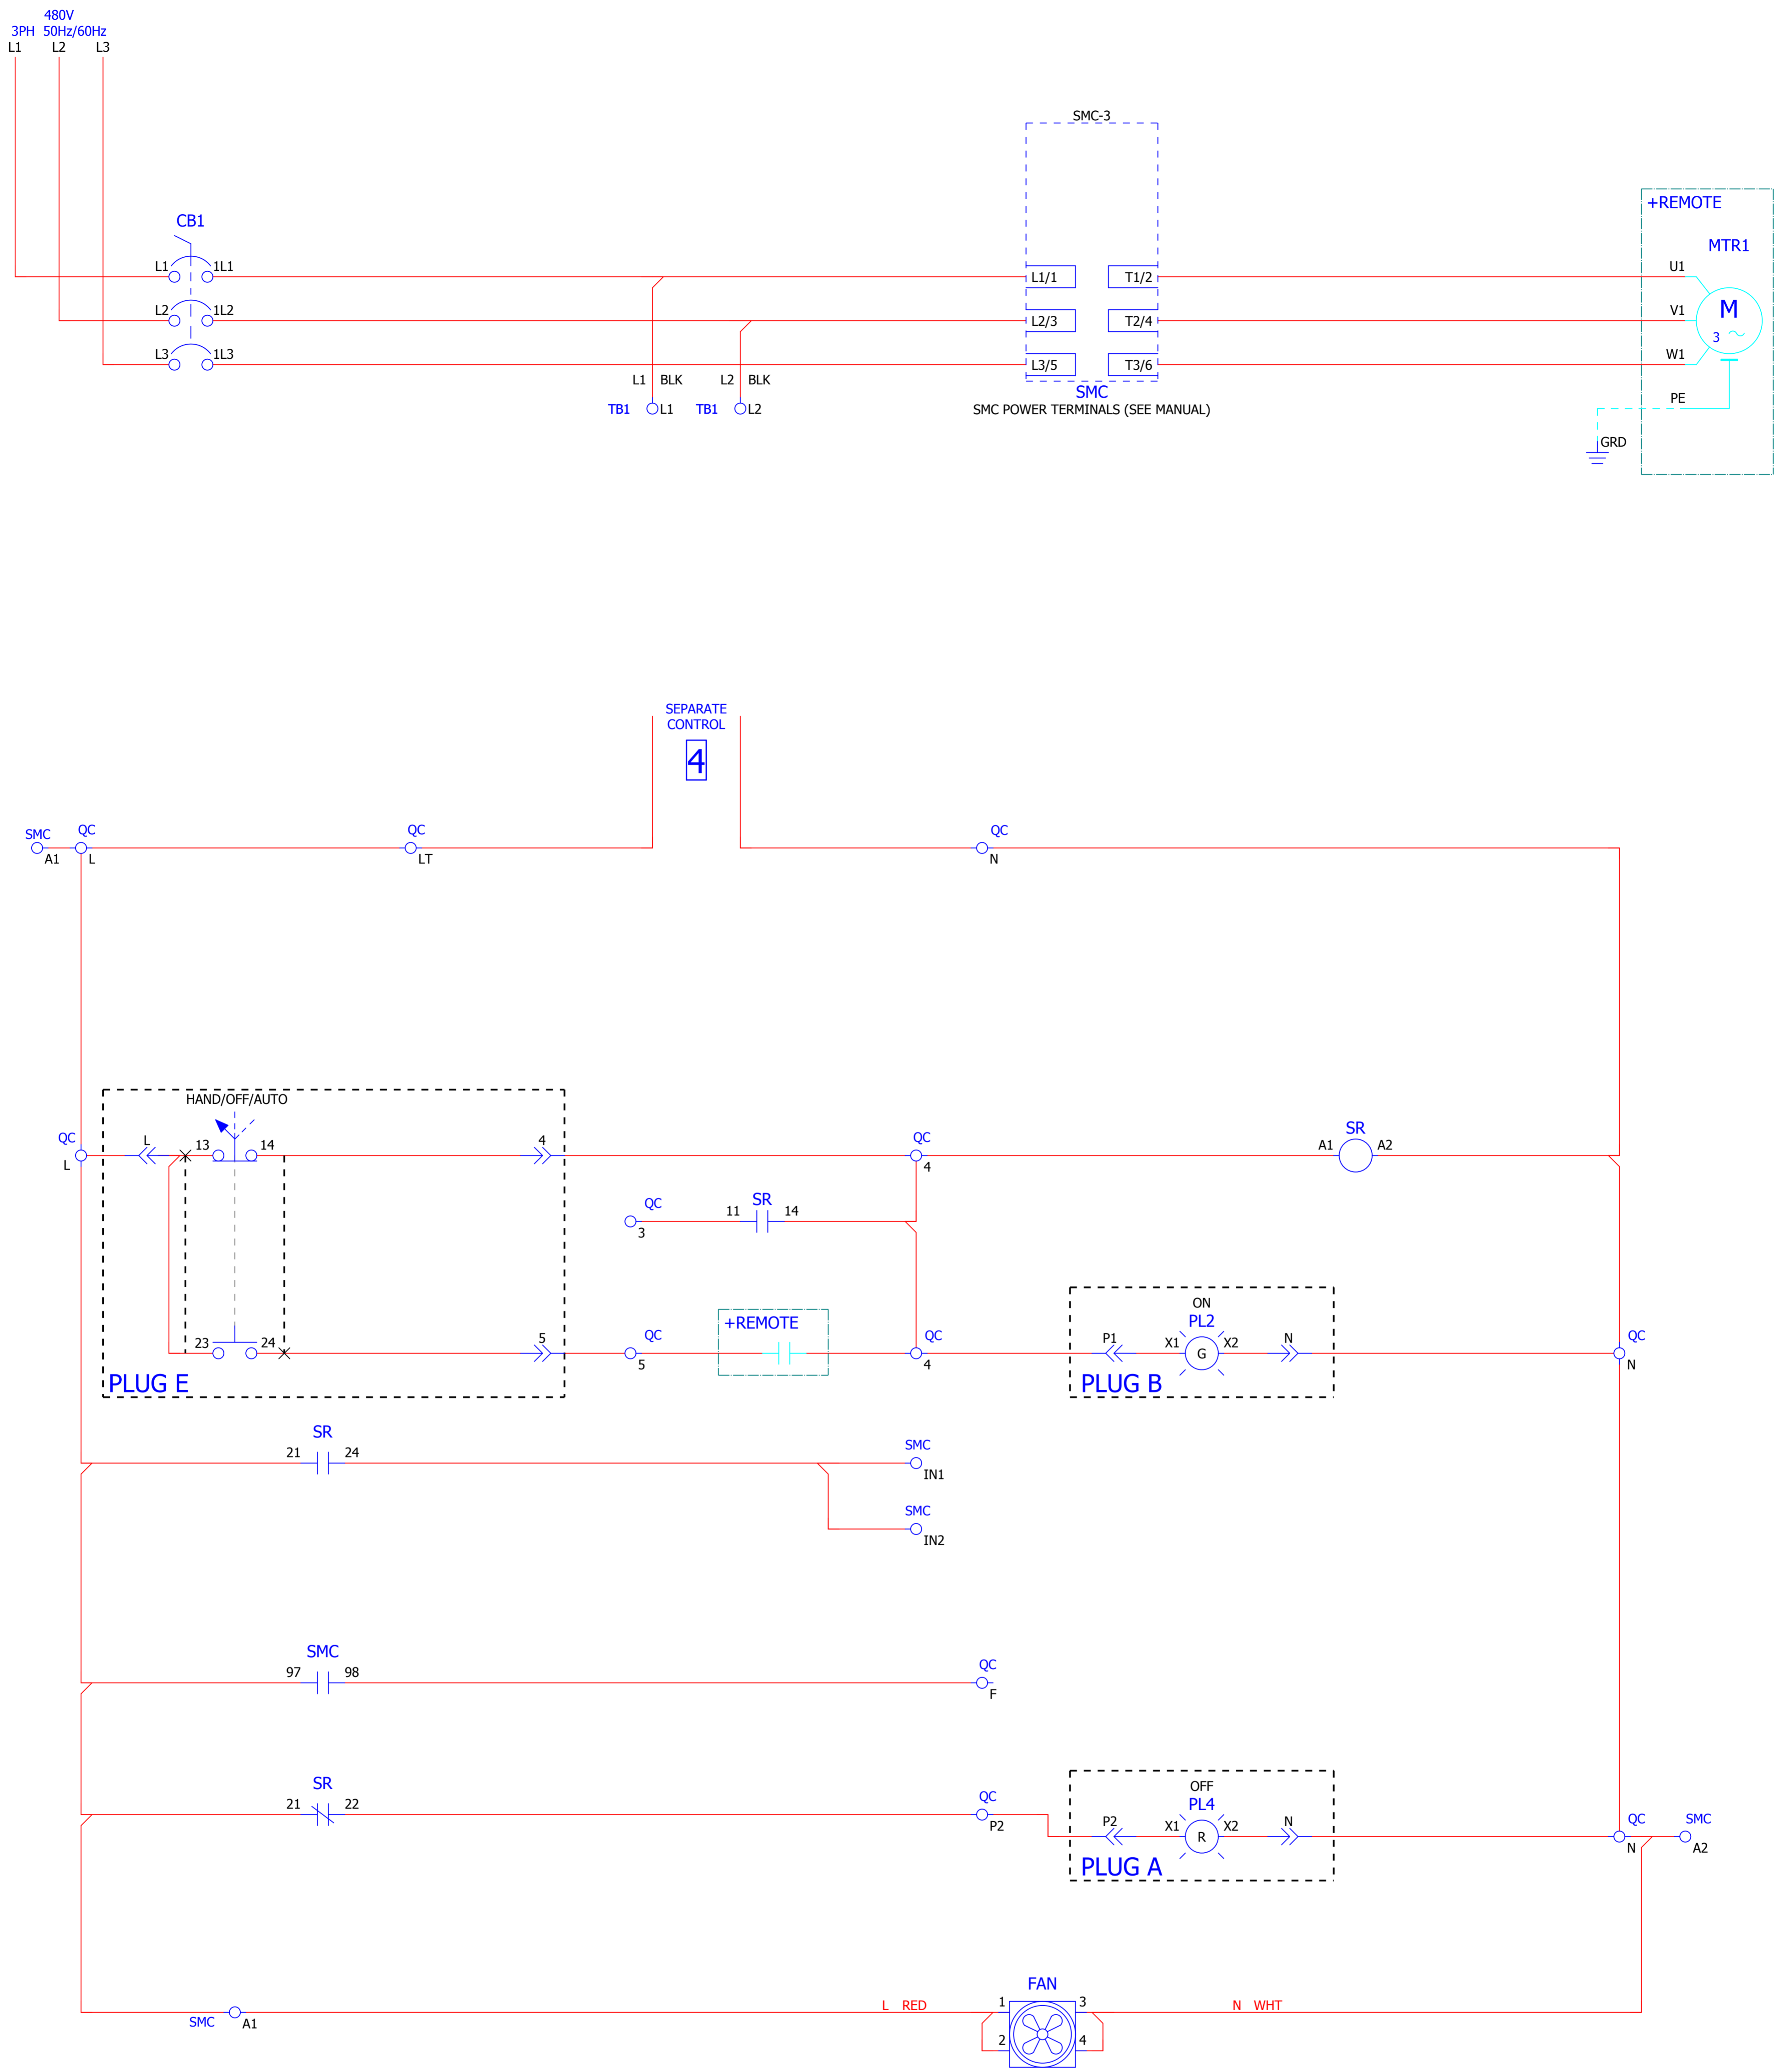 480V
3PH 50Hz/60Hz
L1 L2 L3
SMC-3
+REMOTE
CB1
MTR1
L1 1L1 L1/1 T1/2 U1
L2 1L2 L2/3 T2/4 V1
M
3
L3 1L3 L3/5 T3/6 W1
L1 BLK L2 BLK
SMC
PE
TB1 L1 TB1 L2
SMC POWER TERMINALS (SEE MANUAL)
GRD
SEPARATE
CONTROL
4
SMC QC QC QC
A1 L LT N
HAND/OFF/AUTO
QC L 13 14 4 QC SR
A1 A2
L 4
QC SR
11 14
3
ON
+REMOTE
PL2
QC 23 24 5 QC
P1 X1 G X2 N
5 4 N
PLUG E
PLUG B
SR
SMC
21 24
IN1
SMC
IN2
SMC
QC
97 98
F
SR
OFF
QC
PL4
21 22
P2
P2 X1 R X2 N
QC SMC
N A2
PLUG A
FAN
L RED 1 3 N WHT
SMC A1
2 4